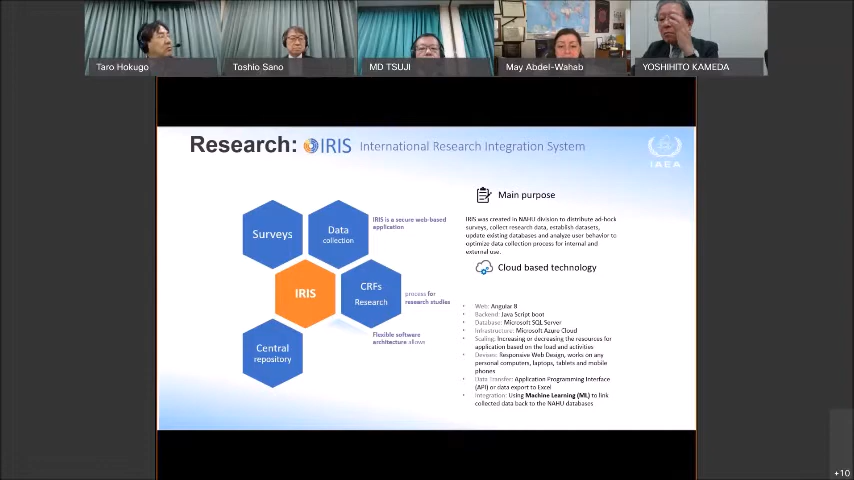 Taro Hokugo
Toshio Sano
MD TSUJI
May Abdel-Wahab
YOSHIHITO KAMEDA
Research: IRIS International Research Integration System
IAEA
Surveys
Data
collection
IRIS is a secure web-based
application
IRIS
CRFs
Research
process for
research studies
Flexible software
architecture allows
Central
repository
Main purpose
IRIS was created in NAHU division to distribute ad-hock
surveys, collect research data, establish datasets,
update existing databases and analyze user behavior to
optimize data collection process for internal and
external use.
Cloud based technology
• Web: Angular 8
• Backend: Java Script boot
• Database: Microsoft SQL Server
• Infrastructure: Microsoft Azure Cloud
• Scaling: Increasing or decreasing the resources for
application based on the load and activities
• Devises: Responsive Web Design, works on any
personal computers, laptops, tablets and mobile
phones
• Data Transfer: Application Programming Interface
(API) or data export to Excel
• Integration: Using Machine Learning (ML) to link
collected data back to the NAHU databases
+10